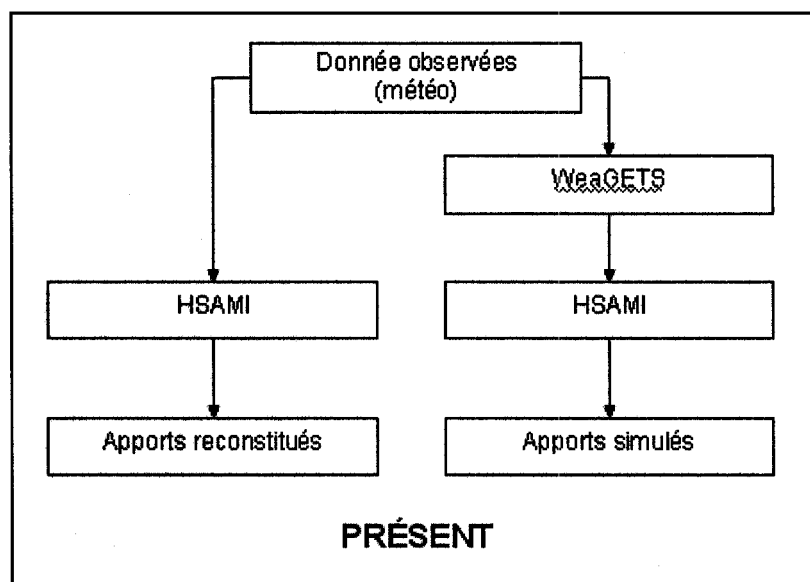 Donnée observées
(météo)
WeaGETS
HSAMI
HSAMI
Apports reconstitués
Apports simulés
PRÉSENT